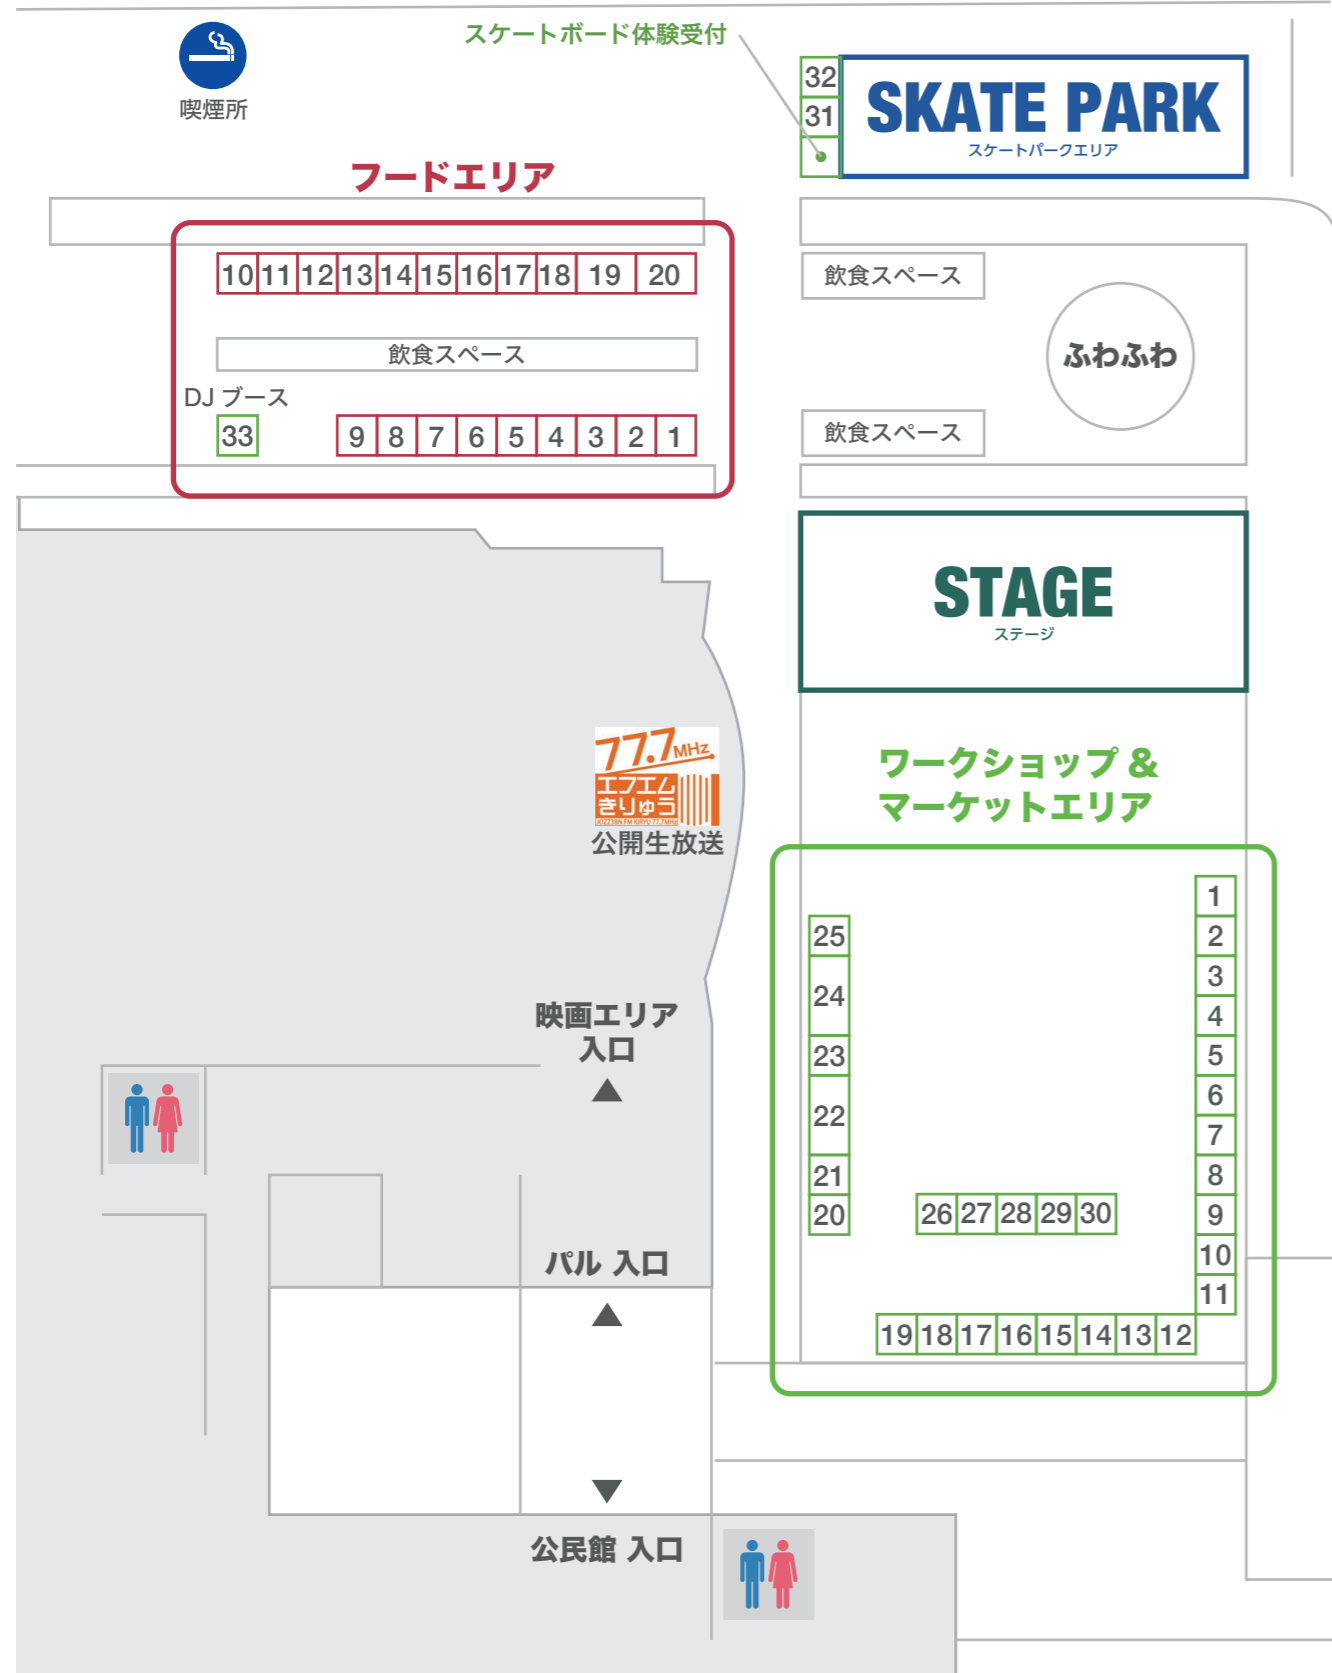 スケートボード体験受付
喫煙所
32
31
SKATE PARK
スケートパークエリア
フードエリア
10 11 12 13 14 15 16 17 18 19 20
飲食スペース
DJ ブース
33
9 8 7 6 5 4 3 2 1
飲食スペース
ふわふわ
飲食スペース
STAGE
ステージ
77.7 MHz
エフエム
きりゅう
JOZZ3BN-FM KIRYU 77.7MHz
公開生放送
ワークショップ &
マーケットエリア
1
2
3
4
5
6
7
8
9
10
11
25
24
23
22
21
20
26 27 28 29 30
19 18 17 16 15 14 13 12
映画エリア
入口
パル 入口
公民館 入口